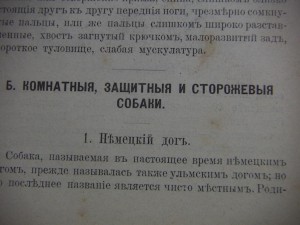 стоящія другъ къ другу переднія ноги, чрезмѣрно сомкну-
тые пальцы, или же пальцы слишкомъ широко разстав-
ленные, хвостъ загнутый крючкомъ, малоразвитый задъ,
короткое туловище, слабая мускулатура.
Б. КОМНАТНЫЯ, ЗАЩИТНЫЯ И СТОРОЖЕВЫЯ
СОБАКИ.
1. Нѣмецкій догъ.
Собака, называемая въ настоящее время нѣмецкимъ
догомъ, прежде называлась также ульмскимъ догомъ; но
послѣднее названіе является чисто мѣстнымъ. Роди-